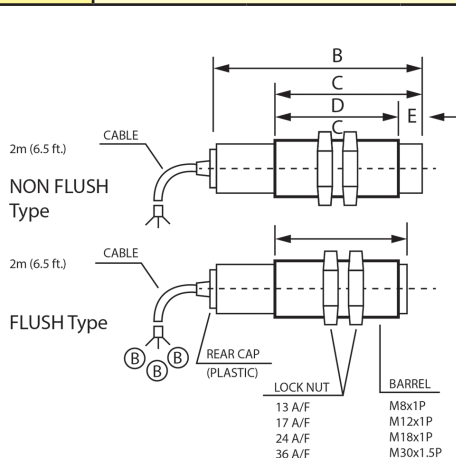 B
C
D
E
C
CABLE
2m (6.5 ft.)
NON FLUSH
Type
CABLE
2m (6.5 ft.)
FLUSH Type
B
B
B
REAR CAP
(PLASTIC)
LOCK NUT
13 A/F
17 A/F
24 A/F
36 A/F
BARREL
M8x1P
M12x1P
M18x1P
M30x1.5P